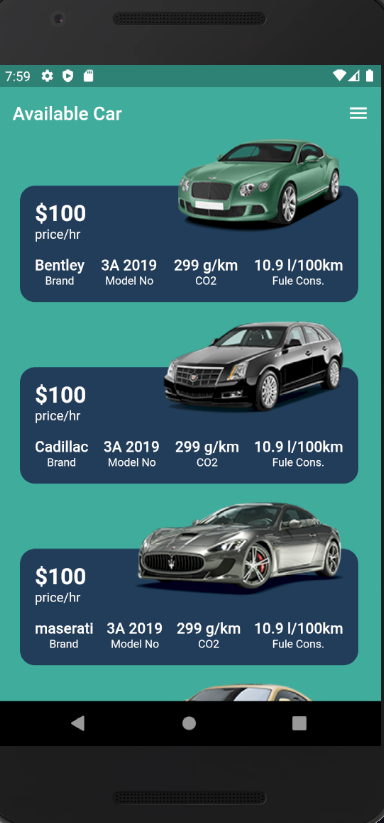 7:59
Available Car
$100
price/hr
Bentley 3A 2019 299 g/km 10.9 l/100km
Brand Model No CO2 Fule Cons.
$100
price/hr
Cadillac 3A 2019 299 g/km 10.9 l/100km
Brand Model No CO2 Fule Cons.
$100
price/hr
maserati 3A 2019 299 g/km 10.9 l/100km
Brand Model No CO2 Fule Cons.